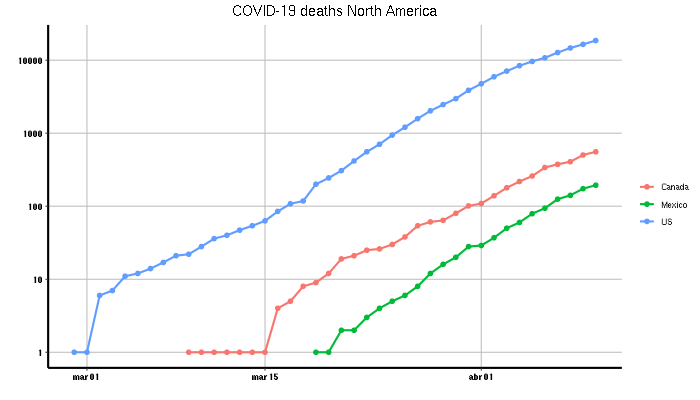 COVID-19 deaths North America
10000
1000
100
10
1
mar 01
mar 15
abr 01
Canada
Mexico
US